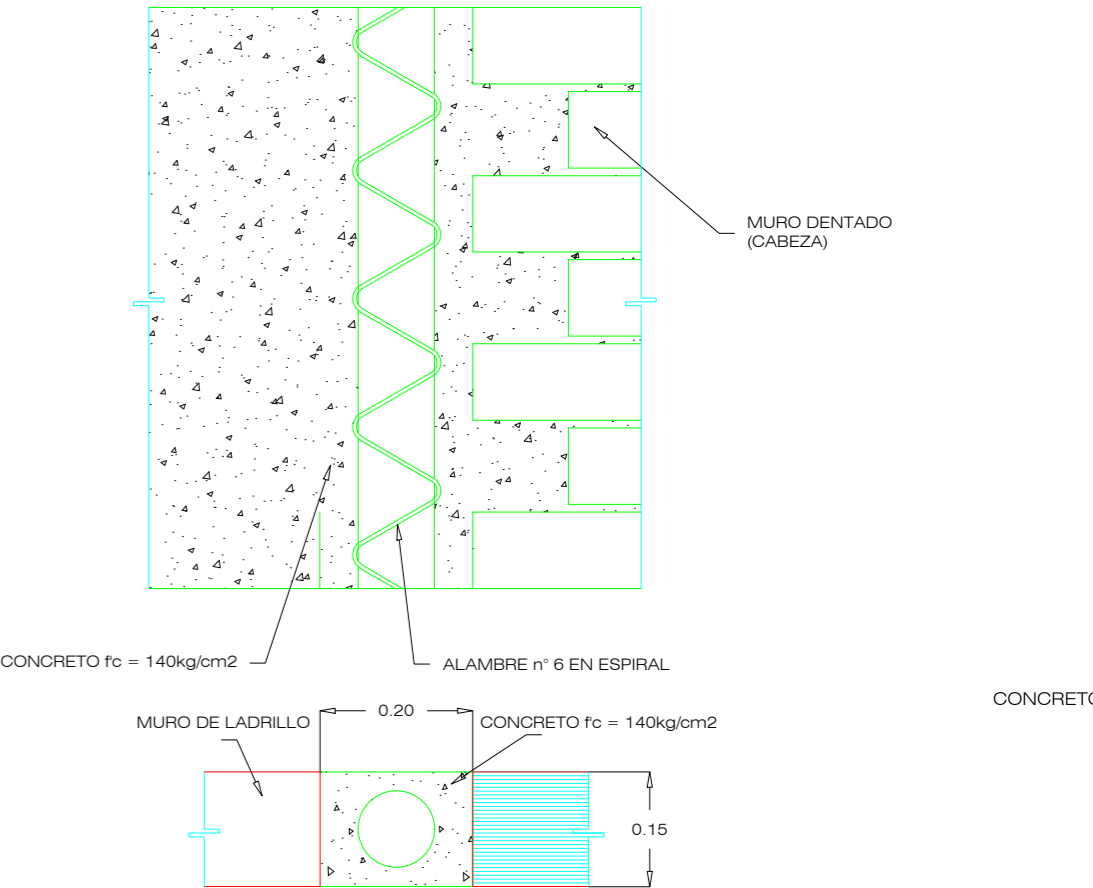 MURO DENTADO
(CABEZA)
CONCRETO f'c = 140kg/cm2
ALAMBRE n° 6 EN ESPIRAL
CONCRETO
MURO DE LADRILLO
0.20
CONCRETO f'c = 140kg/cm2
0.15